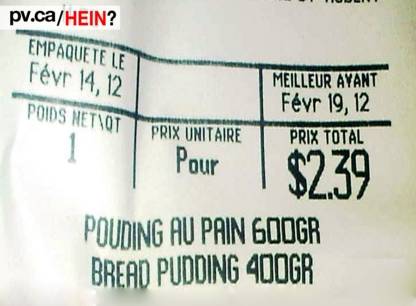 pv.ca/HEIN?
EMPAQUETE LE
Févr 14, 12
MEILLEUR AVANT
Févr 19, 12
POIDS NET\QT
1
PRIX UNITAIRE
Pour
PRIX TOTAL
$2.39
POUDING AU PAIN 600GR
BREAD PUDDING 400GR